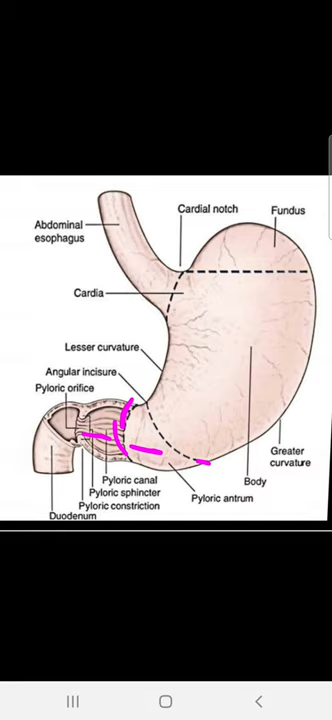 Cardial notch
Fundus
Abdominal
esophagus
Cardia
Lesser curvature
Angular incisure
Pyloric orifice
Greater
curvature
Pyloric canal
Body
Pyloric sphincter
Pyloric antrum
Pyloric constriction
Duodenum